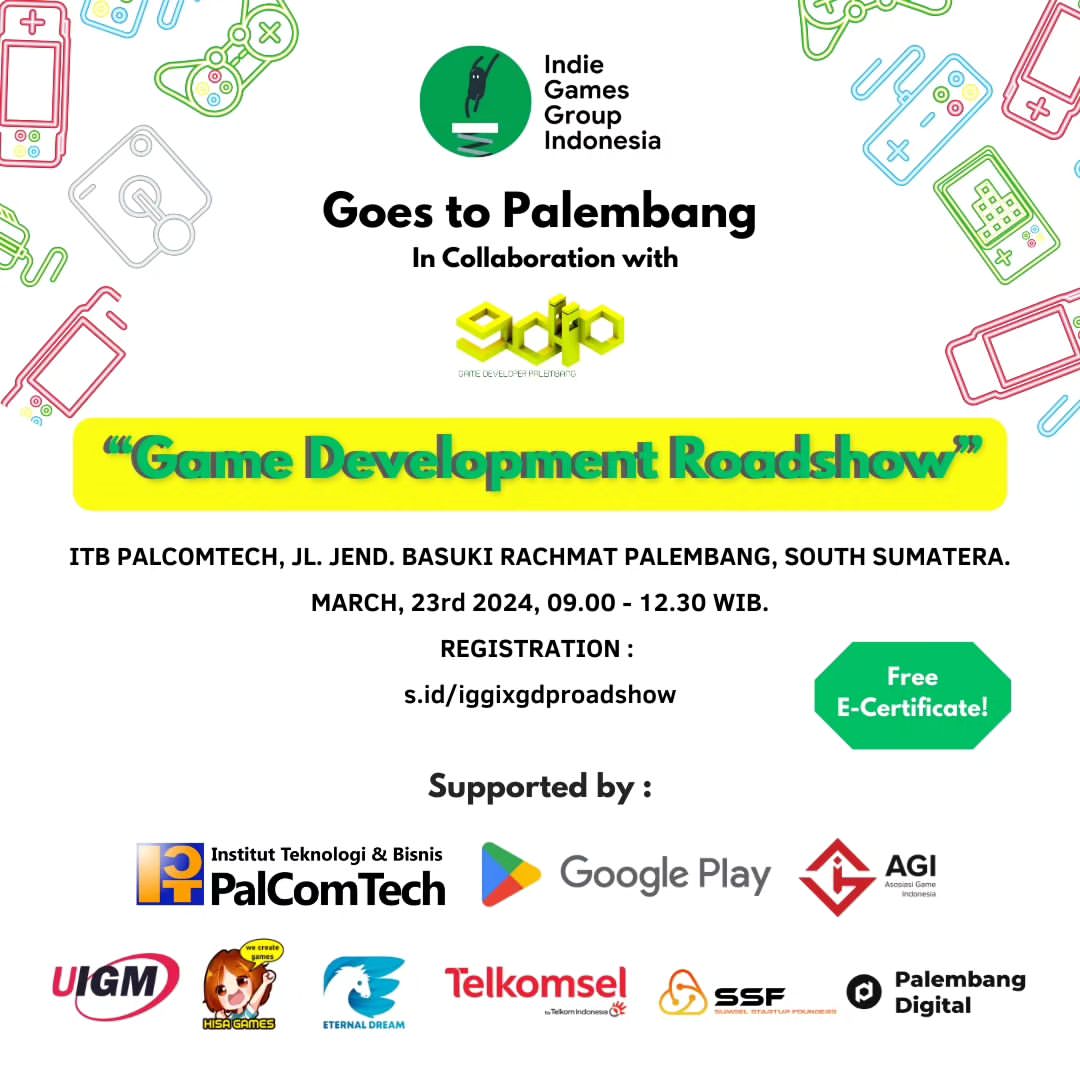 Indie
Games
Group
Indonesia
Goes to Palembang
In Collaboration with
gdp
GAME DEVELOPER PALEMBANG
““Game Development Roadshow””
ITB PALCOMTECH, JL. JEND. BASUKI RACHMAT PALEMBANG, SOUTH SUMATERA.
MARCH, 23rd 2024, 09.00 - 12.30 WIB.
REGISTRATION :
s.id/iggixgdproadshow
Free
E-Certificate!
Supported by :
Institut Teknologi & Bisnis
PalComTech
Google Play
AGI
Asosiasi Game
Indonesia
UIGM
we create
games
HISA GAMES
ETERNAL DREAM
Telkomsel
by Telkom Indonesia
SSF
SUMSEL STARTUP FOUNDERS
Palembang
Digital